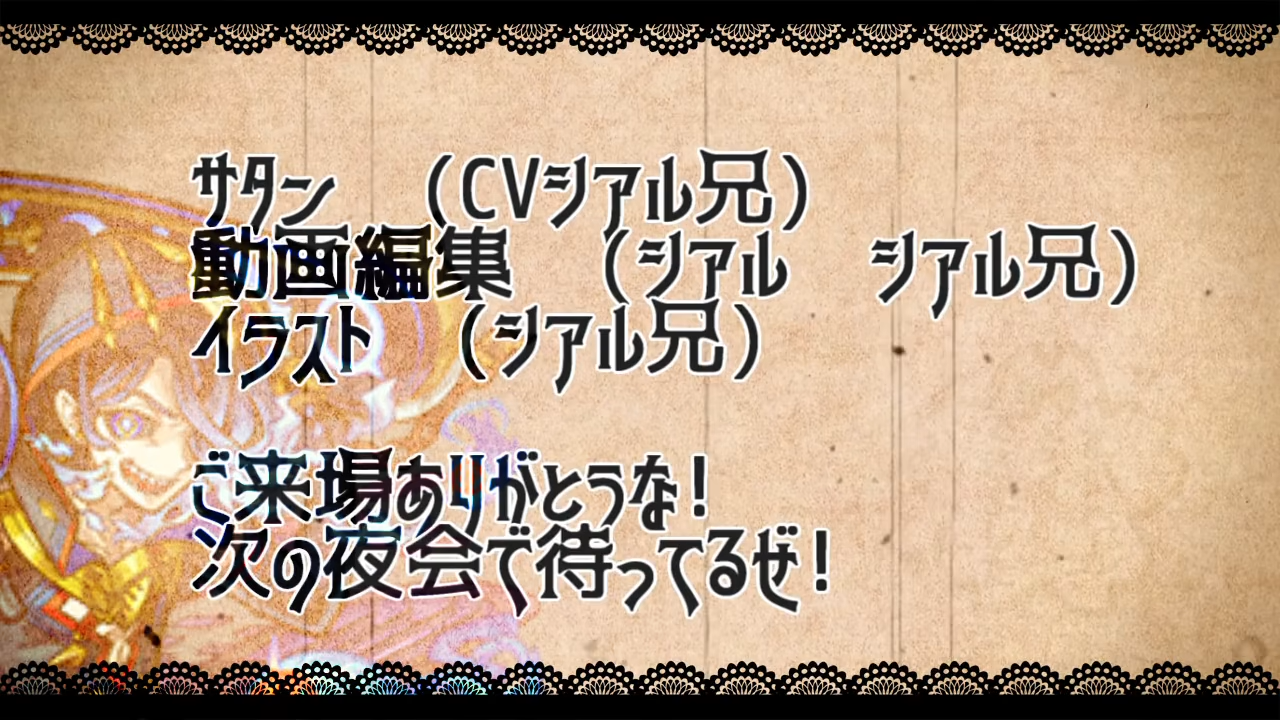 サタン　（CVシアル兄）
動画編集　（シアル　シアル兄）
イラスト　（シアル兄）
ご来場ありがとうな！
次の夜会で待ってるぜ！